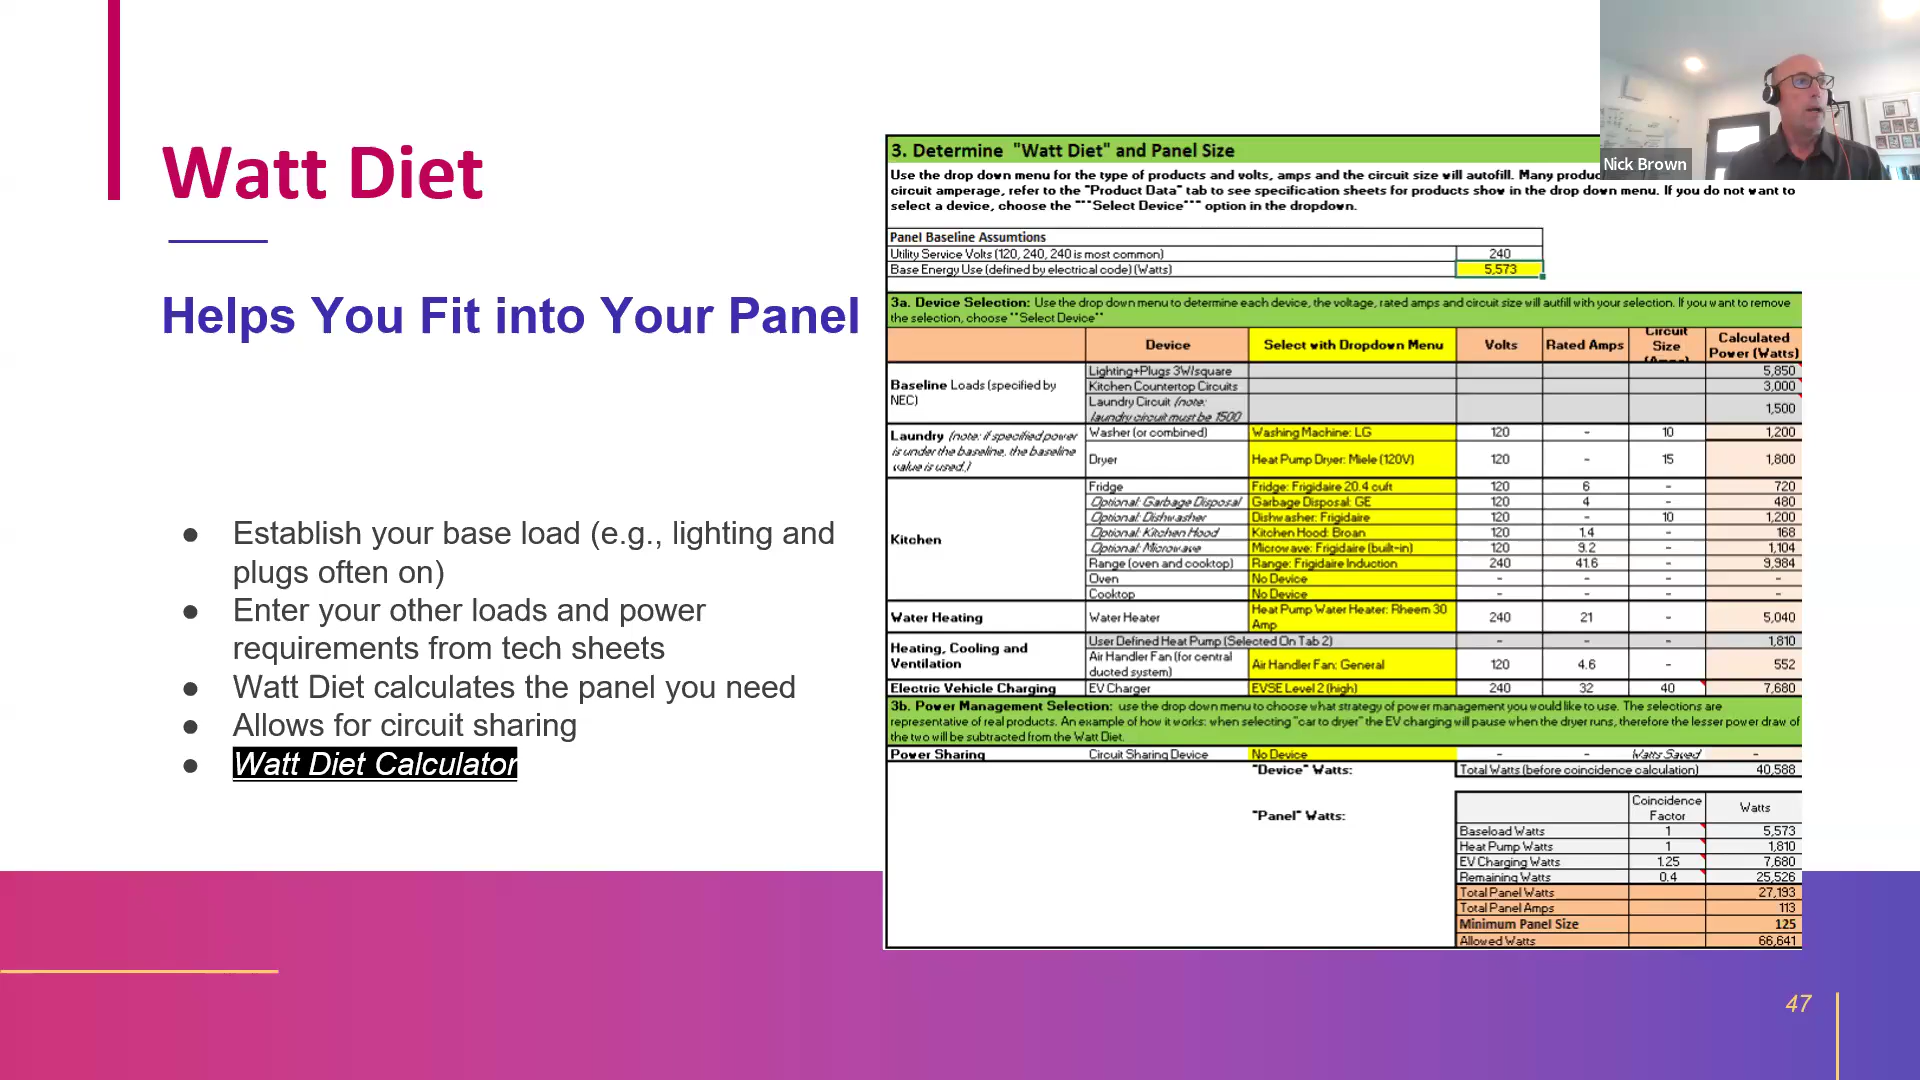 Watt Diet
Helps You Fit into Your Panel
● Establish your base load (e.g., lighting and
plugs often on)
● Enter your other loads and power
requirements from tech sheets
● Watt Diet calculates the panel you need
● Allows for circuit sharing
● Watt Diet Calculator
Nick Brown
3. Determine "Watt Diet" and Panel Size
Use the drop down menu for the type of products and volts, amps and the circuit size will autofill. Many produc
circuit amperage, refer to the "Product Data" tab to see specification sheets for products show in the drop down menu. If you do not want to
select a device, choose the "**Select Device**" option in the dropdown.
Panel Baseline Assumtions
Utility Service Volts (120, 240, 240 is most common) 240
Base Energy Use (defined by electrical code) (Watts) 5,573
3a. Device Selection: Use the drop down menu to determine each device, the voltage, rated amps and circuit size will autfill with your selection. If you want to remove
the selection, choose "*Select Device"*
Device Select with Dropdown Menu Volts Rated Amps Circuit Size (Amps) Calculated Power (Watts)
Baseline Loads (specified by NEC)
Lighting+Plugs 3W/square 5,850
Kitchen Countertop Circuits 3,000
Laundry Circuit (note: laundry circuit must be 1500 1,500
Laundry (note: if specified power is under the baseline, the baseline value is used.)
Washer (or combined) Washing Machine: LG 120 - 10 1,200
Dryer Heat Pump Dryer: Miele (120V) 120 - 15 1,800
Kitchen
Fridge Fridge: Frigidaire 20.4 cuft 120 6 - 720
Optional: Garbage Disposal Garbage Disposal: GE 120 4 - 480
Optional: Dishwasher Dishwasher: Frigidaire 120 - 10 1,200
Optional: Kitchen Hood Kitchen Hood: Broan 120 1.4 - 168
Optional: Microwave Microwave: Frigidaire (built-in) 120 9.2 - 1,104
Range (oven and cooktop) Range: Frigidaire Induction 240 41.6 - 9,984
Oven No Device - - - -
Cooktop No Device - - - -
Water Heating Water Heater Heat Pump Water Heater: Rheem 30 Amp 240 21 - 5,040
Heating, Cooling and Ventilation
User Defined Heat Pump (Selected On Tab 2) - - - 1,810
Air Handler Fan (for central ducted system) Air Handler Fan: General 120 4.6 - 552
Electric Vehicle Charging EV Charger EVSE Level 2 (high) 240 32 40 7,680
3b. Power Management Selection: use the drop down menu to choose what strategy of power management you would like to use. The selections are
representative of real products. An example of how it works: when selecting "car to dryer" the EV charging will pause when the dryer runs, therefore the lesser power draw of
the two will be subtracted from the Watt Diet.
Power Sharing Circuit Sharing Device No Device - - Watts Saved -
"Device" Watts: Total Watts (before coincidence calculation) 40,588
"Panel" Watts:
Coincidence Factor Watts
Baseload Watts 1 5,573
Heat Pump Watts 1 1,810
EV Charging Watts 1.25 7,680
Remaining Watts 0.4 25,526
Total Panel Watts 27,193
Total Panel Amps 113
Minimum Panel Size 125
Allowed Watts 66,641
47